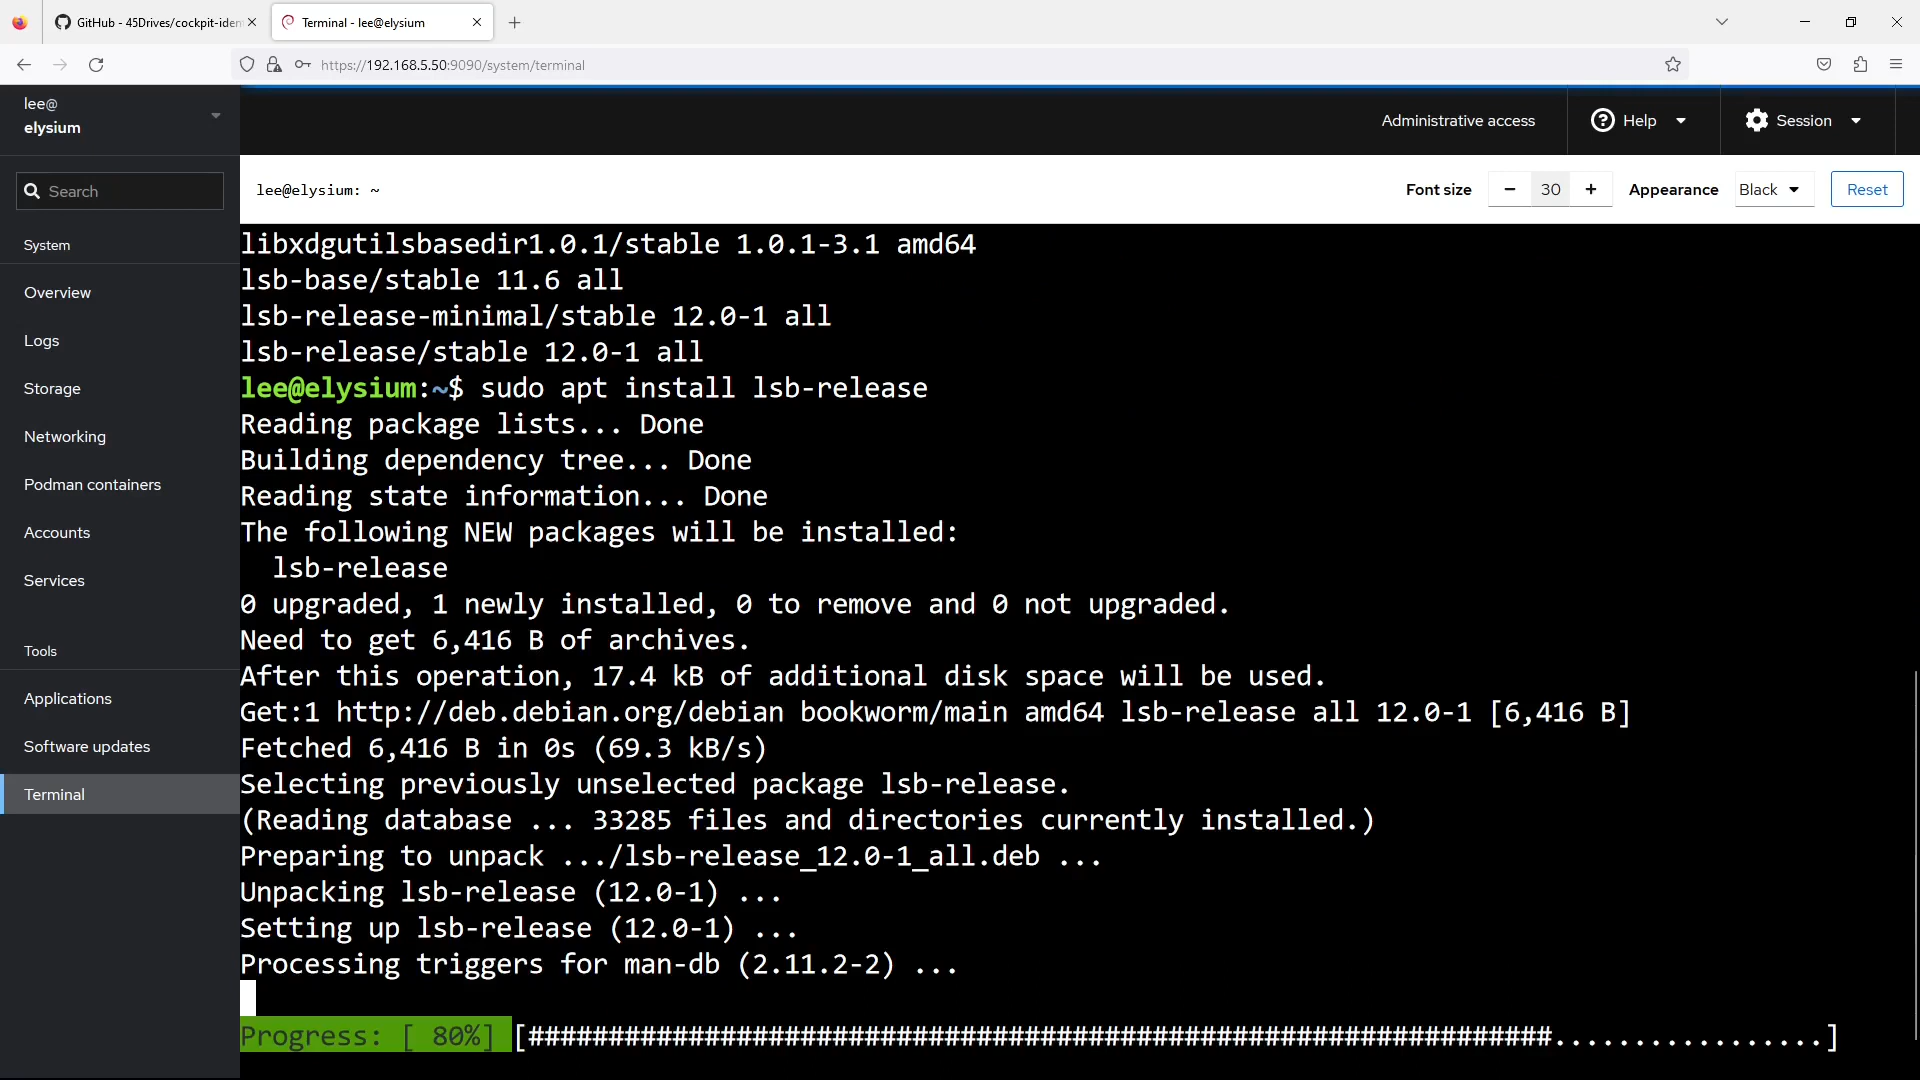 GitHub - 45Drives/cockpit-iden
Terminal - lee@elysium
https://192.168.5.50:9090/system/terminal
lee@
elysium
Administrative access
Help
Session
Search
lee@elysium: ~
Font size
- 30 +
Appearance
Black
Reset
System
Overview
Logs
Storage
Networking
Podman containers
Accounts
Services
Tools
Applications
Software updates
Terminal
libxdgutilsbasedir1.0.1/stable 1.0.1-3.1 amd64
lsb-base/stable 11.6 all
lsb-release-minimal/stable 12.0-1 all
lsb-release/stable 12.0-1 all
lee@elysium:~$ sudo apt install lsb-release
Reading package lists... Done
Building dependency tree... Done
Reading state information... Done
The following NEW packages will be installed:
lsb-release
0 upgraded, 1 newly installed, 0 to remove and 0 not upgraded.
Need to get 6,416 B of archives.
After this operation, 17.4 kB of additional disk space will be used.
Get:1 http://deb.debian.org/debian bookworm/main amd64 lsb-release all 12.0-1 [6,416 B]
Fetched 6,416 B in 0s (69.3 kB/s)
Selecting previously unselected package lsb-release.
(Reading database ... 33285 files and directories currently installed.)
Preparing to unpack .../lsb-release_12.0-1_all.deb ...
Unpacking lsb-release (12.0-1) ...
Setting up lsb-release (12.0-1) ...
Processing triggers for man-db (2.11.2-2) ...
Progress: [ 80%] [################################################################.................]